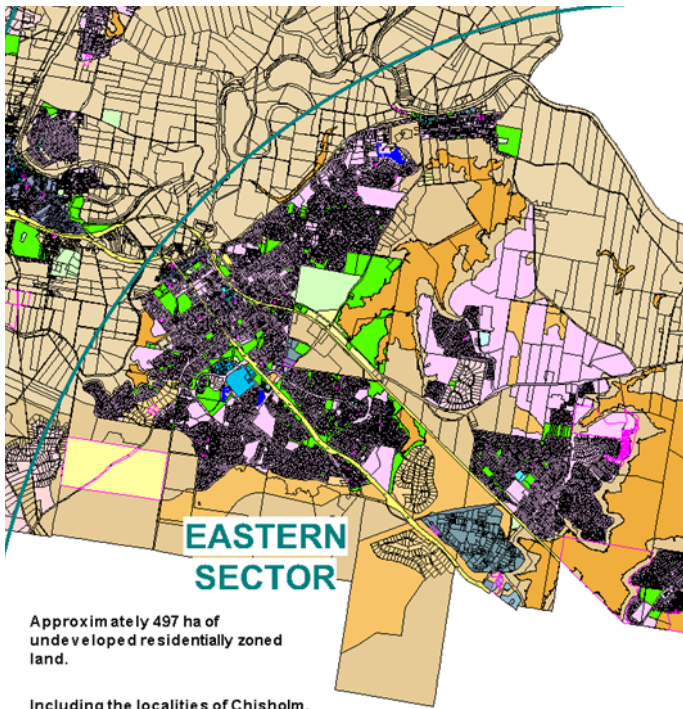 EASTERN
SECTOR
Approximately 497 ha of
undeveloped residentially zoned
land.
Including the localities of Chisholm,